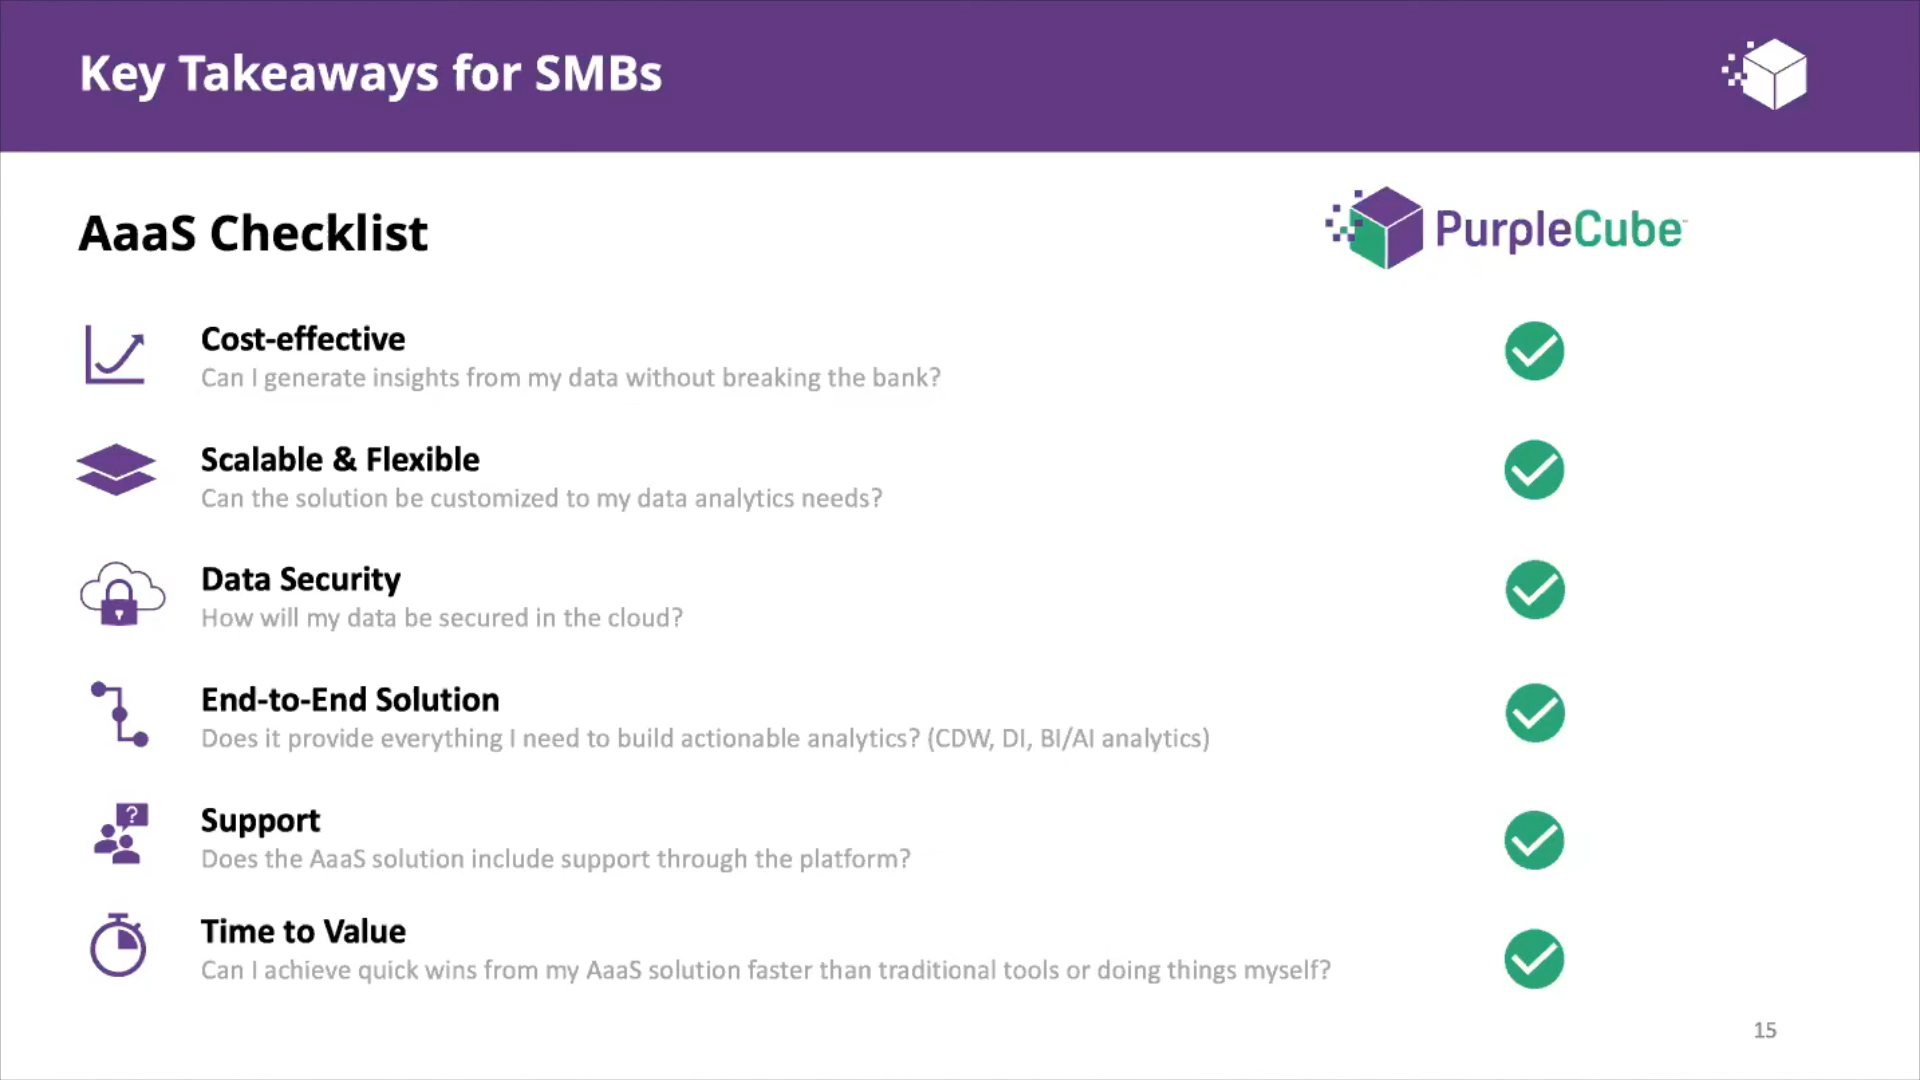 Key Takeaways for SMBs
AaaS Checklist
PurpleCube
Cost-effective
Can I generate insights from my data without breaking the bank?
Scalable & Flexible
Can the solution be customized to my data analytics needs?
Data Security
How will my data be secured in the cloud?
End-to-End Solution
Does it provide everything I need to build actionable analytics? (CDW, DI, BI/AI analytics)
?
Support
Does the AaaS solution include support through the platform?
Time to Value
Can I achieve quick wins from my AaaS solution faster than traditional tools or doing things myself?
15